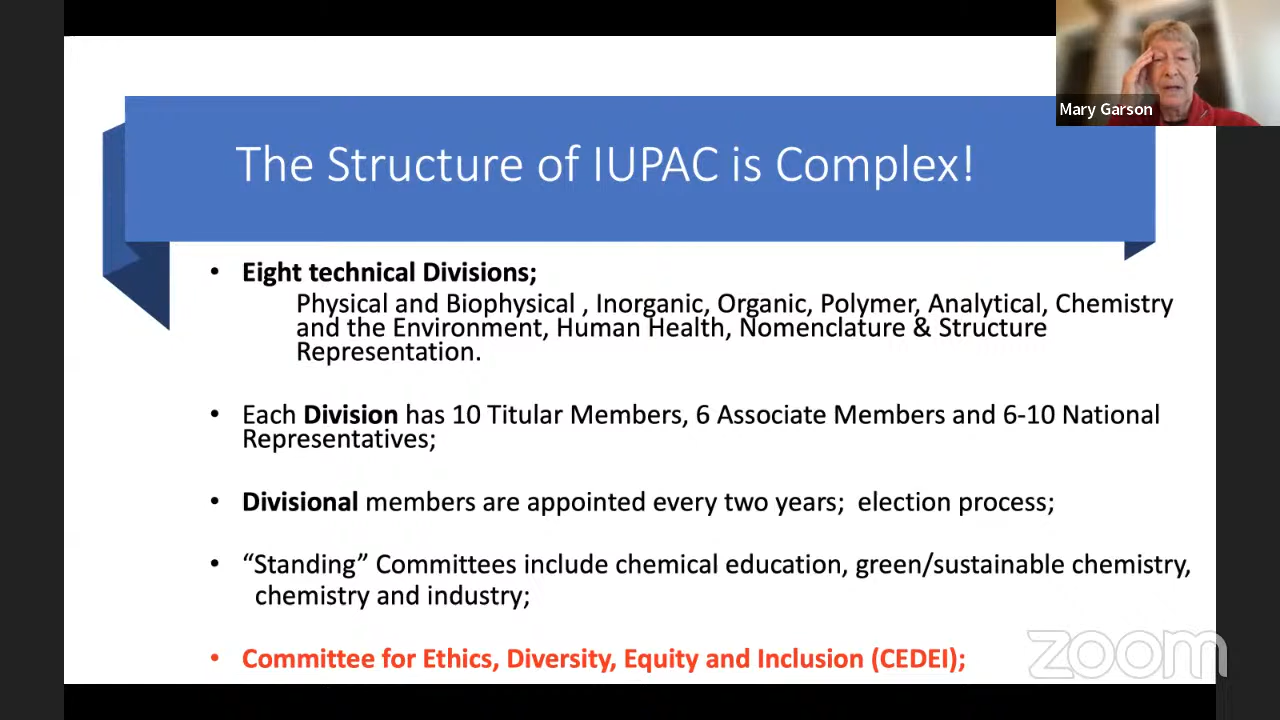 Mary Garson
The Structure of IUPAC is Complex!
• Eight technical Divisions;
Physical and Biophysical , Inorganic, Organic, Polymer, Analytical, Chemistry
and the Environment, Human Health, Nomenclature & Structure
Representation.
• Each Division has 10 Titular Members, 6 Associate Members and 6-10 National
Representatives;
• Divisional members are appointed every two years;  election process;
• “Standing” Committees include chemical education, green/sustainable chemistry,
chemistry and industry;
• Committee for Ethics, Diversity, Equity and Inclusion (CEDEI);
zoom